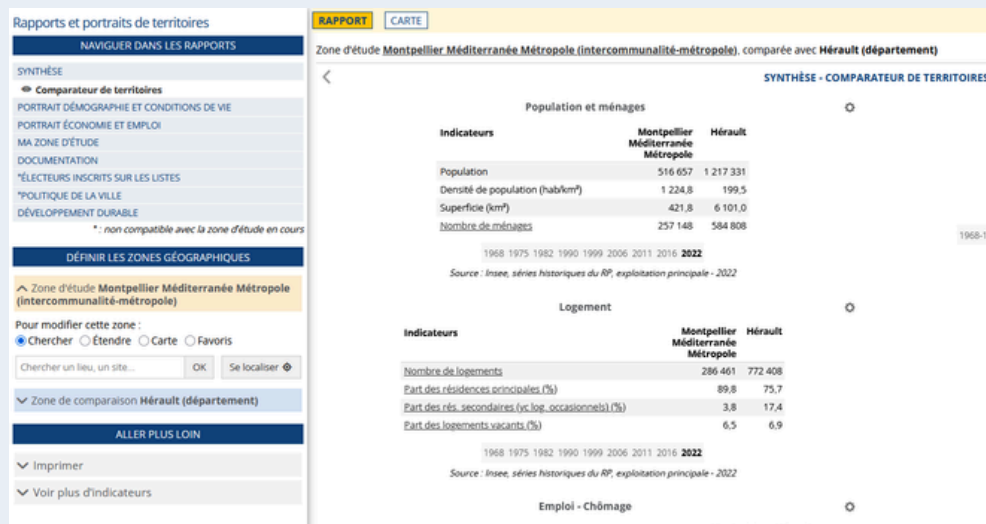 Rapports et portraits de territoires
NAVIGUER DANS LES RAPPORTS
SYNTHÈSE
Comparateur de territoires
PORTRAIT DÉMOGRAPHIE ET CONDITIONS DE VIE
PORTRAIT ÉCONOMIE ET EMPLOI
MA ZONE D'ÉTUDE
DOCUMENTATION
*ÉLECTEURS INSCRITS SUR LES LISTES
*POLITIQUE DE LA VILLE
DÉVELOPPEMENT DURABLE
* : non compatible avec la zone d'étude en cours
DÉFINIR LES ZONES GÉOGRAPHIQUES
Zone d'étude Montpellier Méditerranée Métropole
(intercommunalité-métropole)
Pour modifier cette zone :
Chercher Étendre Carte Favoris
Chercher un lieu, un site... OK Se localiser
Zone de comparaison Hérault (département)
ALLER PLUS LOIN
Imprimer
Voir plus d'indicateurs
RAPPORT CARTE
Zone d'étude Montpellier Méditerranée Métropole (intercommunalité-métropole), comparée avec Hérault (département)
SYNTHÈSE - COMPARATEUR DE TERRITOIRES
Population et ménages
Indicateurs Montpellier Hérault
Méditerranée
Métropole
Population 516 657 1 217 331
Densité de population (hab/km²) 1 224,8 199,5
Superficie (km²) 421,8 6 101,0
Nombre de ménages 257 148 584 808
1968 1975 1982 1990 1999 2006 2011 2016 2022
1968-1
Source : Insee, séries historiques du RP, exploitation principale - 2022
Logement
Indicateurs Montpellier Hérault
Méditerranée
Métropole
Nombre de logements 286 461 772 408
Part des résidences principales (%) 89,8 75,7
Part des rés. secondaires (yc log. occasionnels) (%) 3,8 17,4
Part des logements vacants (%) 6,5 6,9
1968 1975 1982 1990 1999 2006 2011 2016 2022
Source : Insee, séries historiques du RP, exploitation principale - 2022
Emploi - Chômage